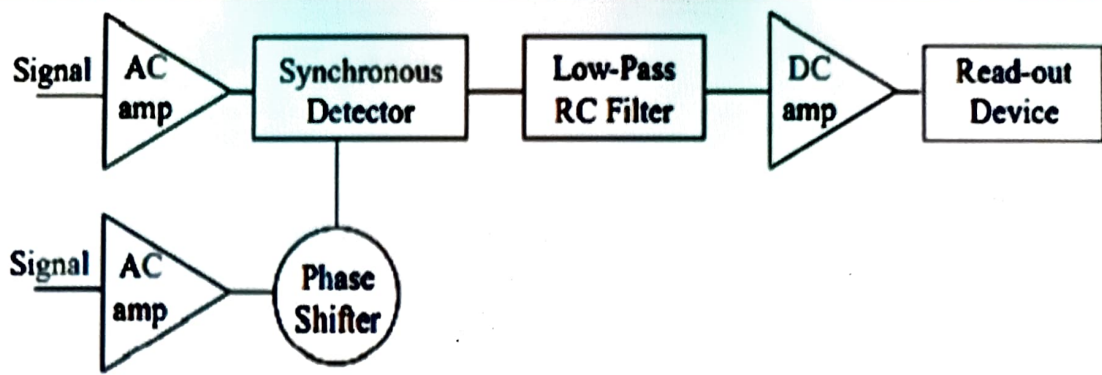 Signal
AC
amp
Synchronous
Detector
Low-Pass
RC Filter
DC
amp
Read-out
Device
Signal
AC
amp
Phase
Shifter